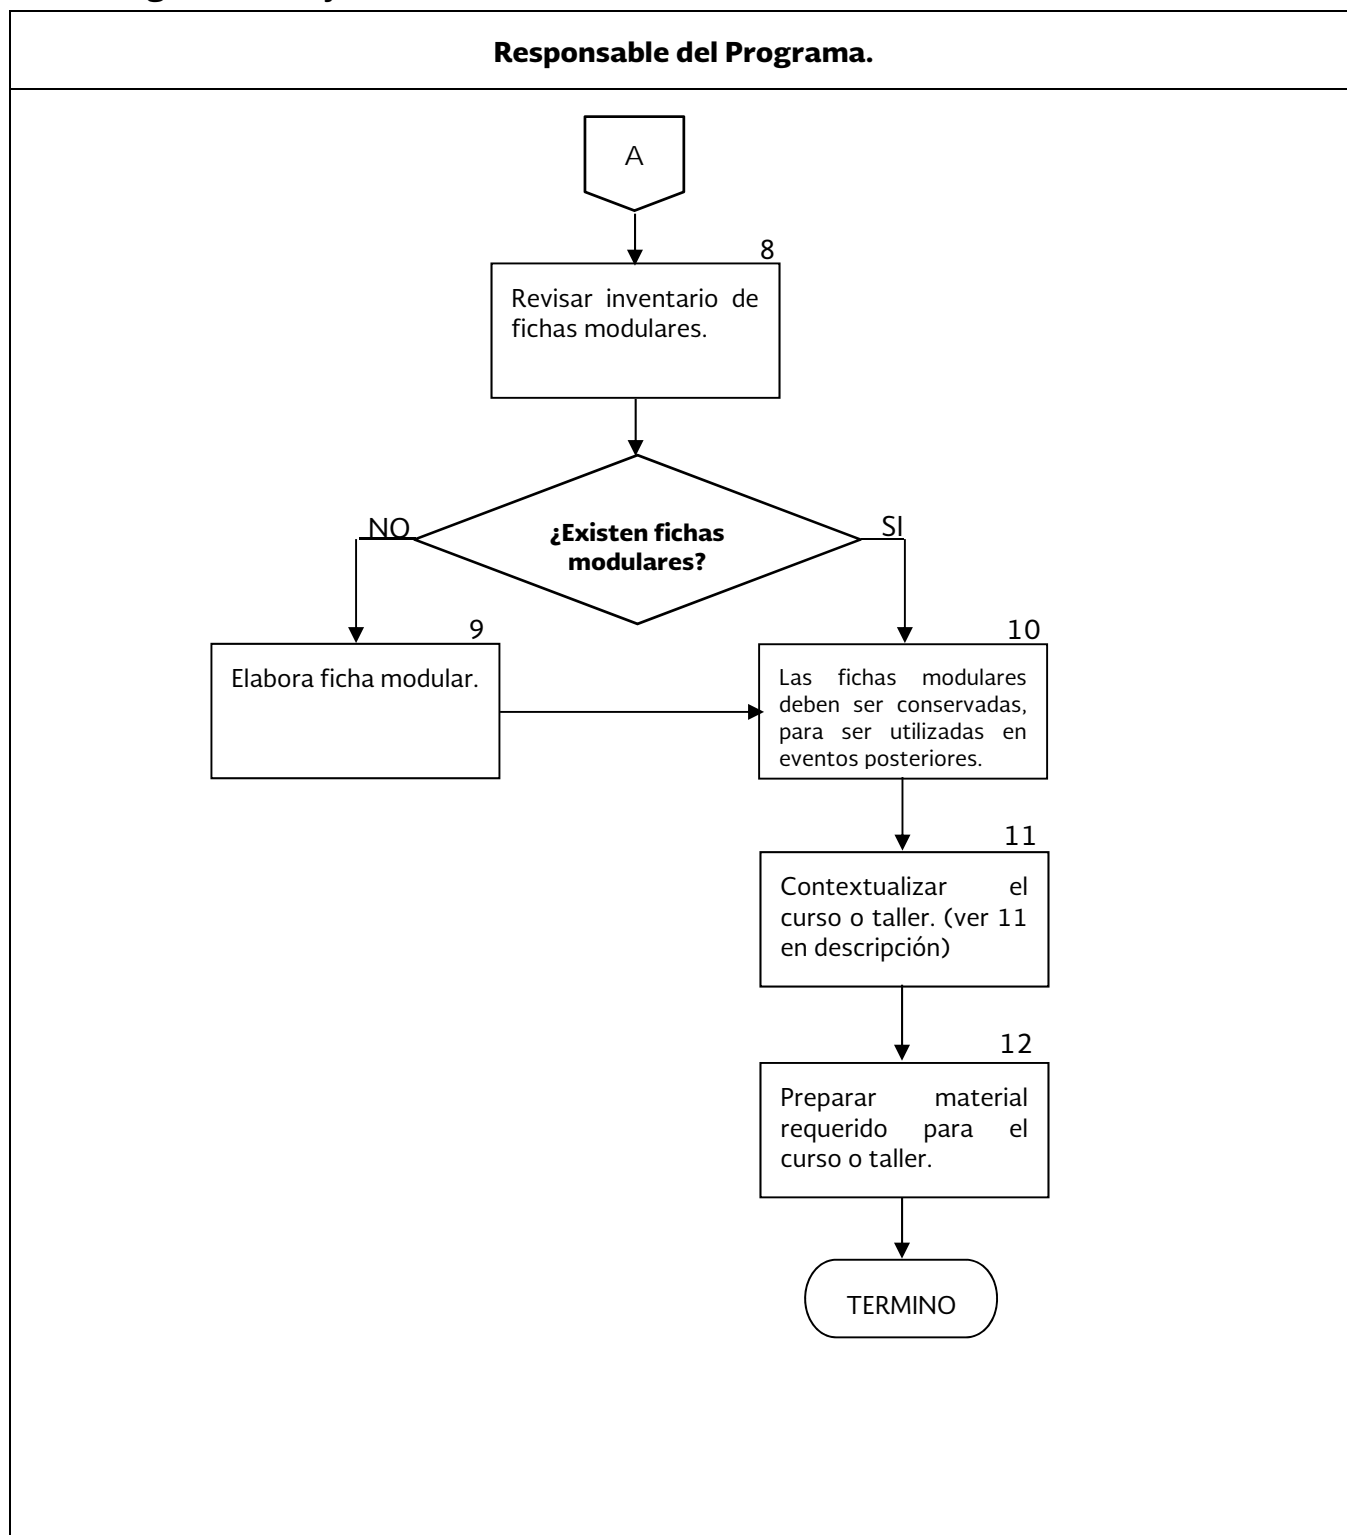 Responsable del Programa.
A
8
Revisar inventario de
fichas modulares.
¿Existen fichas
modulares?
NO
SI
9
Elabora ficha modular.
10
Las fichas modulares
deben ser conservadas,
para ser utilizadas en
eventos posteriores.
11
Contextualizar el
curso o taller. (ver 11
en descripción)
12
Preparar material
requerido para el
curso o taller.
TERMINO